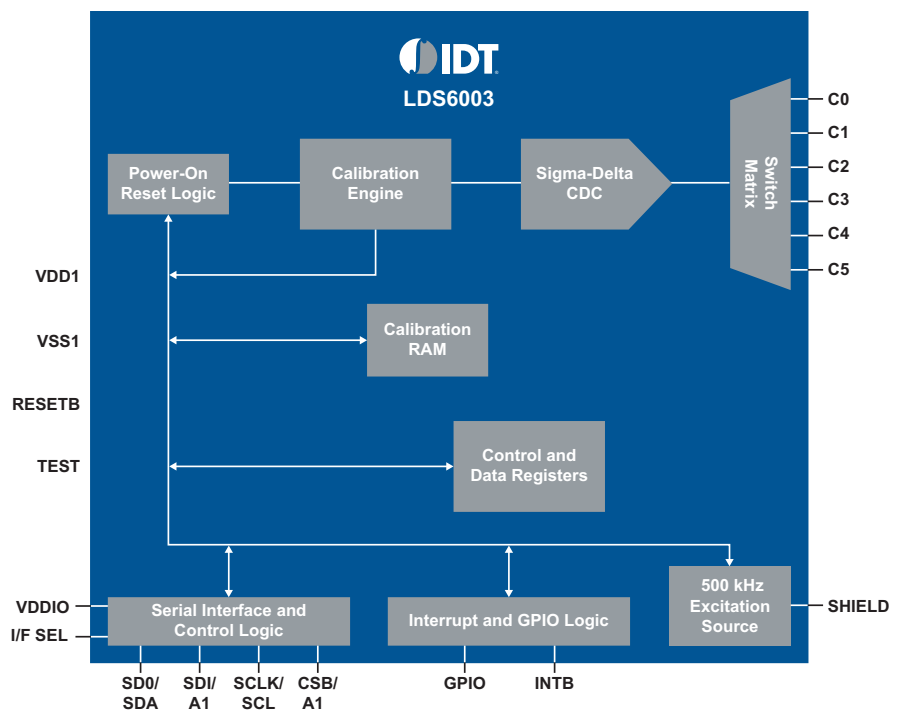 IDT
LDS6003
Power-On
Reset Logic
Calibration
Engine
Sigma-Delta
CDC
Switch
Matrix
C0
C1
C2
C3
C4
C5
VDD1
VSS1
RESETB
TEST
Calibration
RAM
Control and
Data Registers
VDDIO
I/F SEL
Serial Interface and
Control Logic
Interrupt and GPIO Logic
500 kHz
Excitation
Source
SHIELD
SD0/
SDA
SDI/
A1
SCLK/
SCL
CSB/
A1
GPIO
INTB